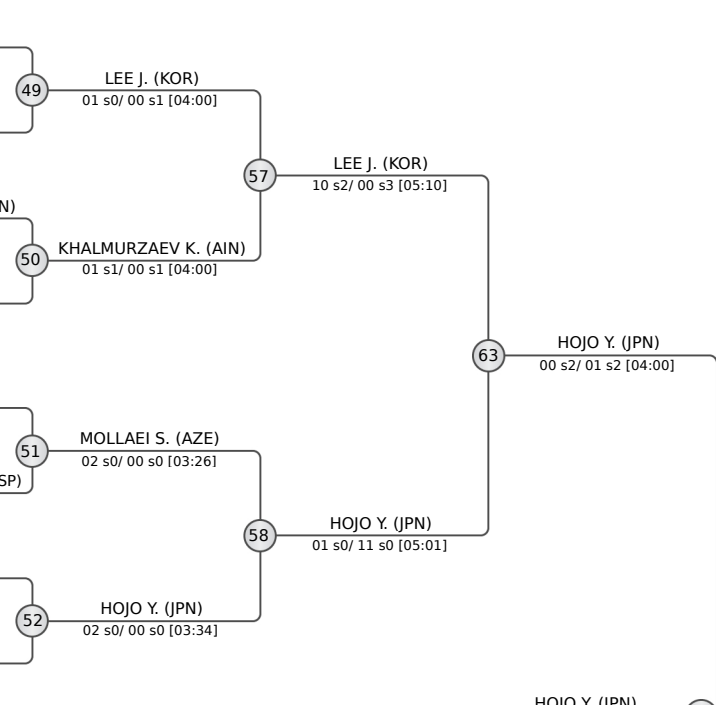 LEE J. (KOR)
49
01 s0/ 00 s1 [04:00]
LEE J. (KOR)
57
10 s2/ 00 s3 [05:10]
N)
KHALMURZAEV K. (AIN)
50
01 s1/ 00 s1 [04:00]
HOJO Y. (JPN)
63
00 s2/ 01 s2 [04:00]
MOLLAEI S. (AZE)
51
02 s0/ 00 s0 [03:26]
SP)
HOJO Y. (JPN)
58
01 s0/ 11 s0 [05:01]
HOJO Y. (JPN)
52
02 s0/ 00 s0 [03:34]
HOJO Y. (JPN)